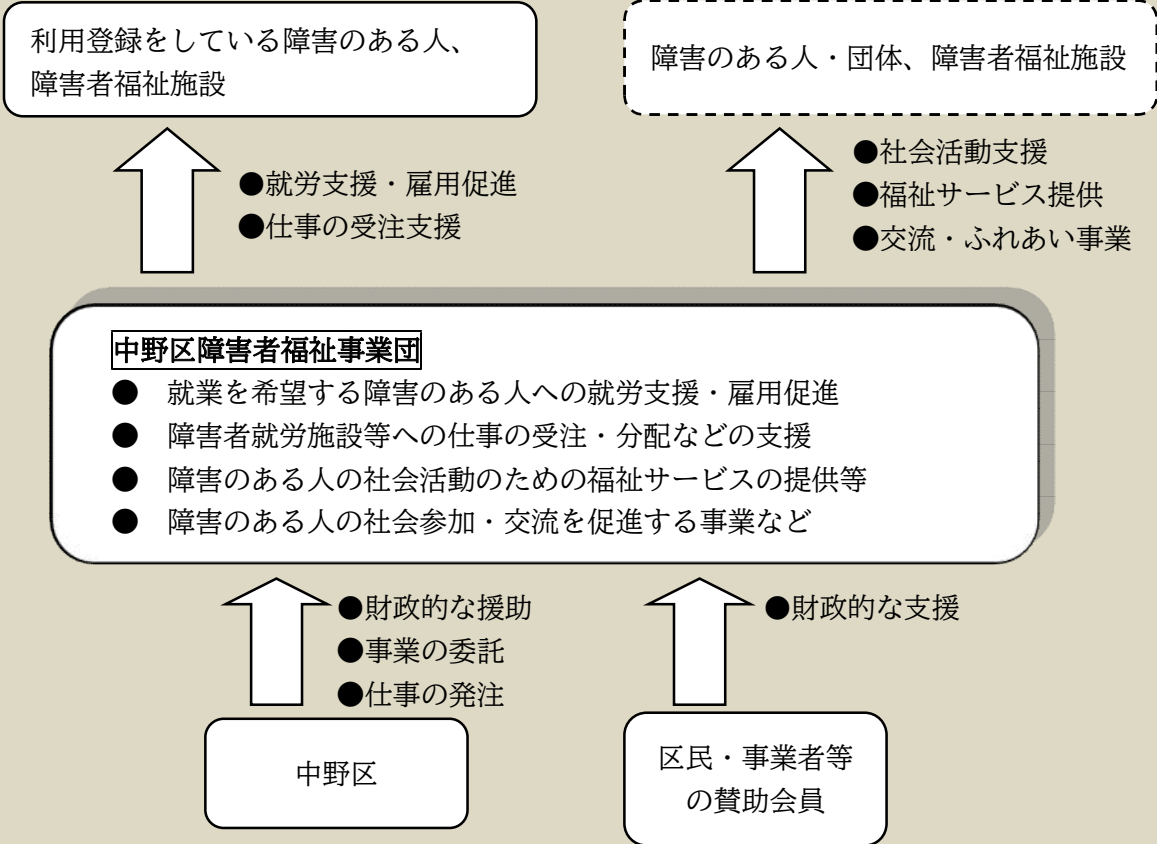 利用登録をしている障害のある人、
障害者福祉施設
障害のある人・団体、障害者福祉施設
●就労支援・雇用促進
●仕事の受注支援
●社会活動支援
●福祉サービス提供
●交流・ふれあい事業
中野区障害者福祉事業団
● 就業を希望する障害のある人への就労支援・雇用促進
● 障害者就労施設等への仕事の受注・分配などの支援
● 障害のある人の社会活動のための福祉サービスの提供等
● 障害のある人の社会参加・交流を促進する事業など
●財政的な援助
●事業の委託
●仕事の発注
●財政的な支援
中野区
区民・事業者等
の賛助会員